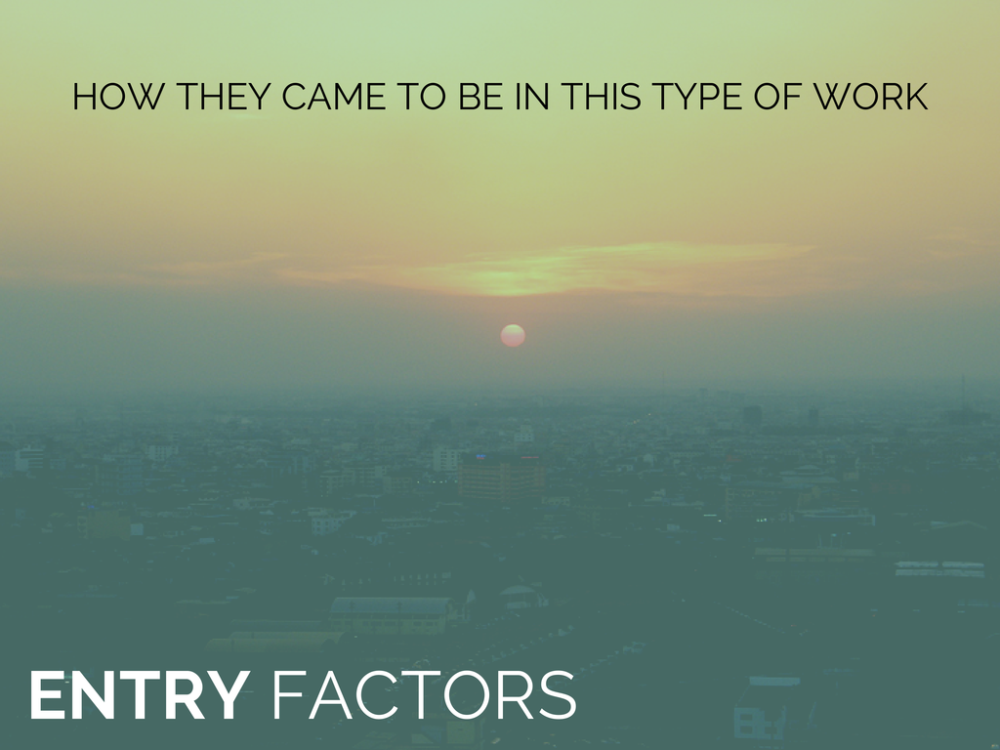 HOW THEY CAME TO BE IN THIS TYPE OF WORK
ENTRY FACTORS